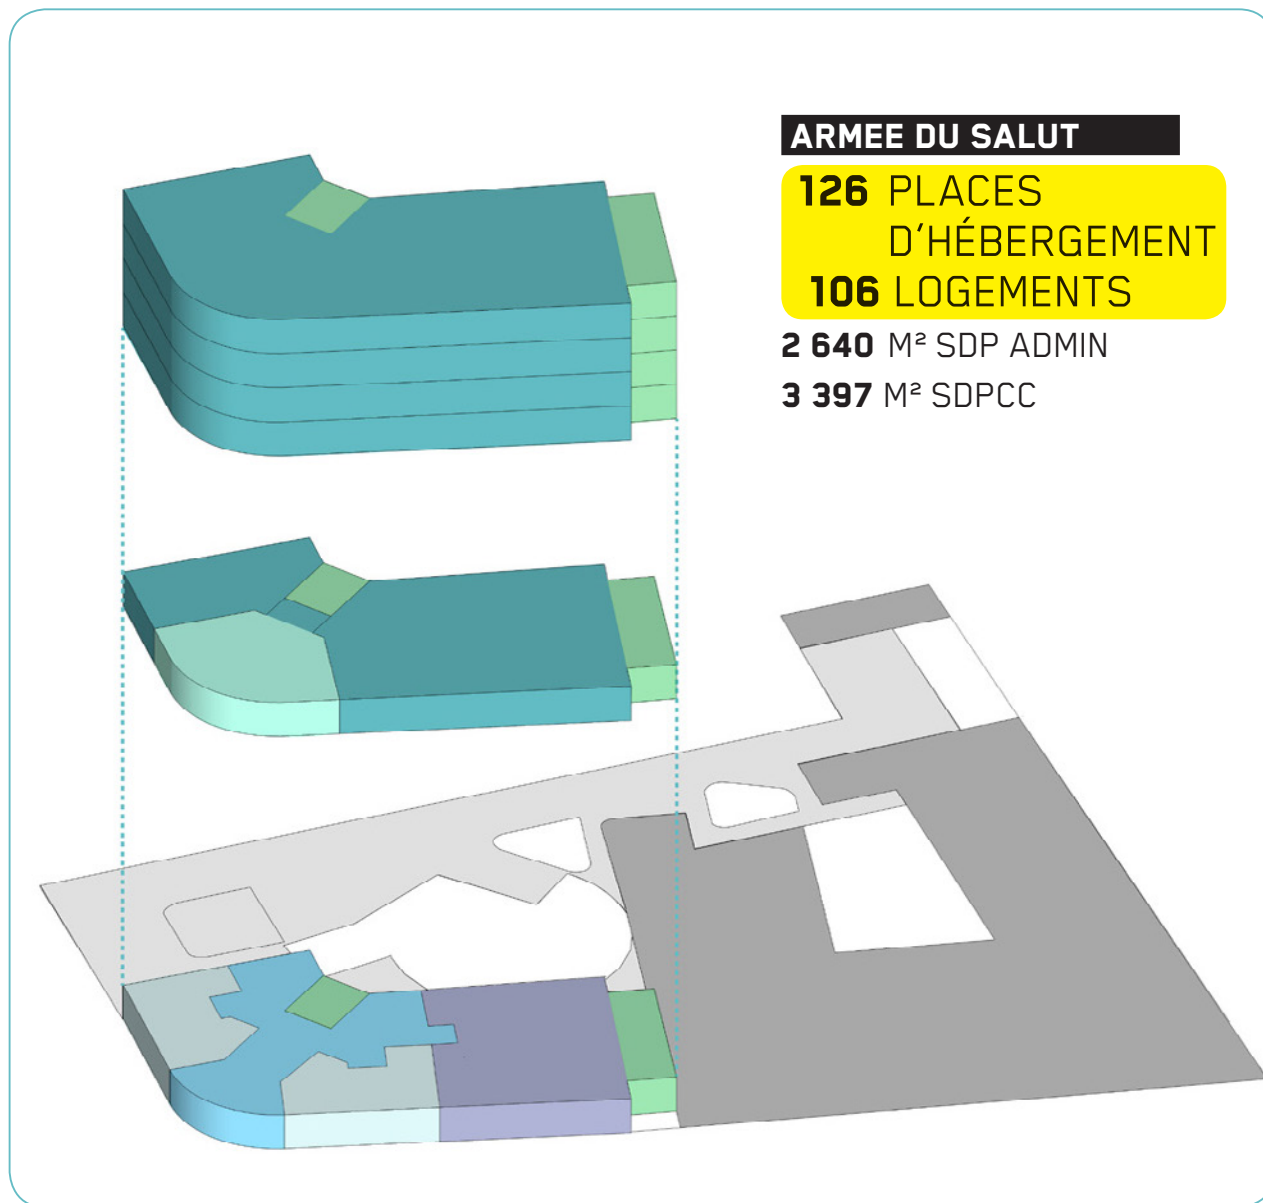 ARMEE DU SALUT
126 PLACES
D'HÉBERGEMENT
106 LOGEMENTS
2 640 M² SDP ADMIN
3 397 M² SDPCC